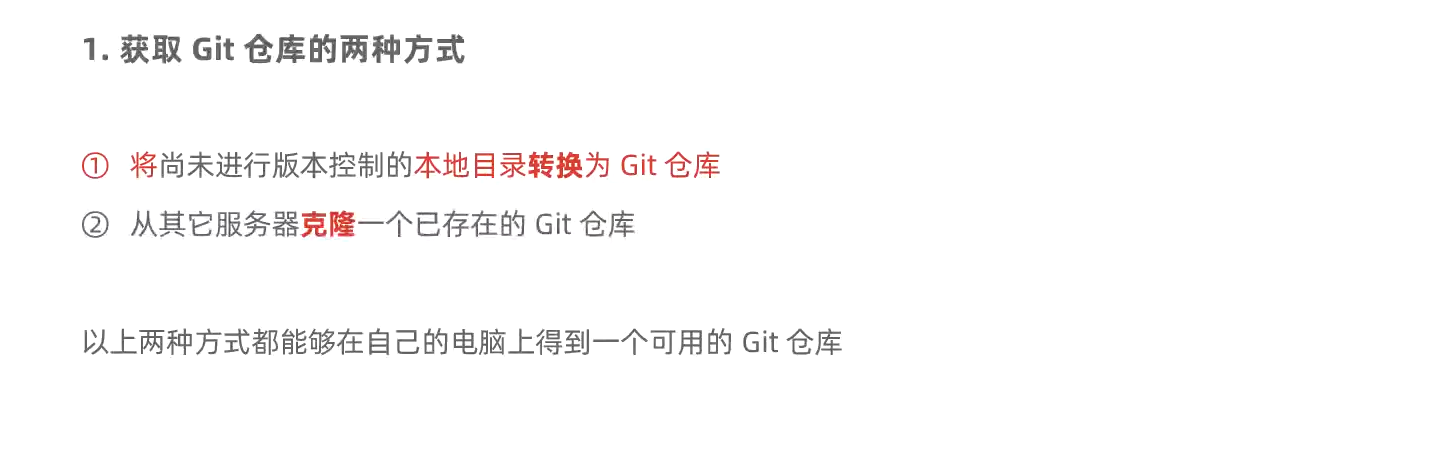 1. 获取 Git 仓库的两种方式
① 将尚未进行版本控制的本地目录转换为 Git 仓库
② 从其它服务器克隆一个已存在的 Git 仓库
以上两种方式都能够在自己的电脑上得到一个可用的 Git 仓库